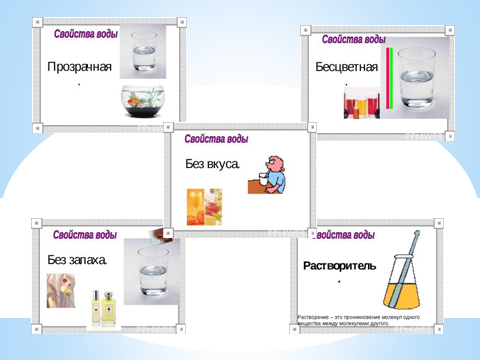 Свойства воды
Прозрачная
.
Свойства воды
Бесцветная
.
Свойства воды
Без вкуса.
Свойства воды
Без запаха.
Свойства воды
Растворитель
.
Растворение – это проникновение молекул одного
вещества между молекулами другого.